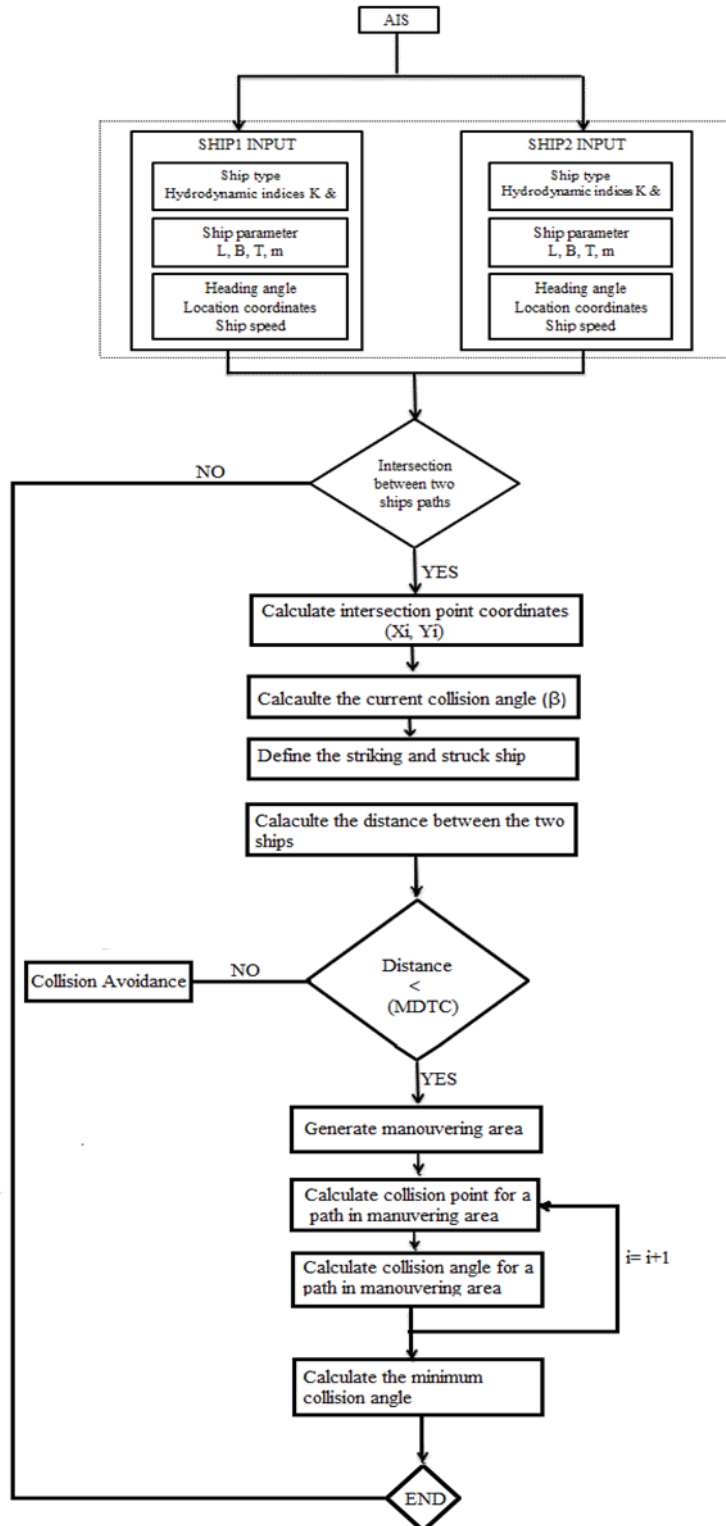 AIS
SHIP1 INPUT
Ship type
Hydrodynamic indices K &
Ship parameter
L, B, T, m
Heading angle
Location coordinates
Ship speed
SHIP2 INPUT
Ship type
Hydrodynamic indices K &
Ship parameter
L, B, T, m
Heading angle
Location coordinates
Ship speed
Intersection
between two
ships paths
NO
YES
Calculate intersection point coordinates
(Xi, Yi)
Calcaulte the current collision angle (β)
Define the striking and struck ship
Calaculte the distance between the two
ships
Distance
<
(MDTC)
NO
Collision Avoidance
YES
Generate manouvering area
Calculate collision point for a
path in manuvering area
Calculate collision angle for a
path in manouvering area
i= i+1
Calculate the minimum
collision angle
END